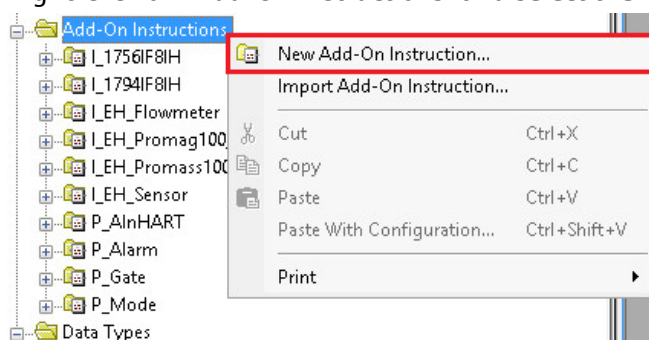 Add-On Instructions
I_1756IF8IH
New Add-On Instruction...
I_1794IF8IH
Import Add-On Instruction...
I_EH_Flowmeter
I_EH_Promag100
Cut Ctrl+X
I_EH_Promass100
Copy Ctrl+C
I_EH_Sensor
Paste Ctrl+V
P_AInHART
Paste With Configuration... Ctrl+Shift+V
P_Alarm
P_Gate
Print
P_Mode
Data Types